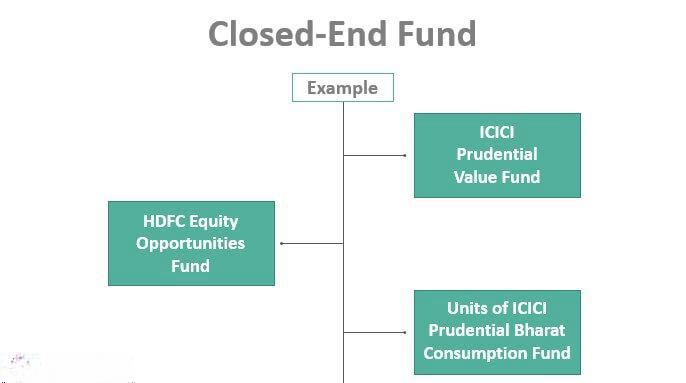 Closed-End Fund
Example
ICICI
Prudential
Value Fund
HDFC Equity
Opportunities
Fund
Units of ICICI
Prudential Bharat
Consumption Fund